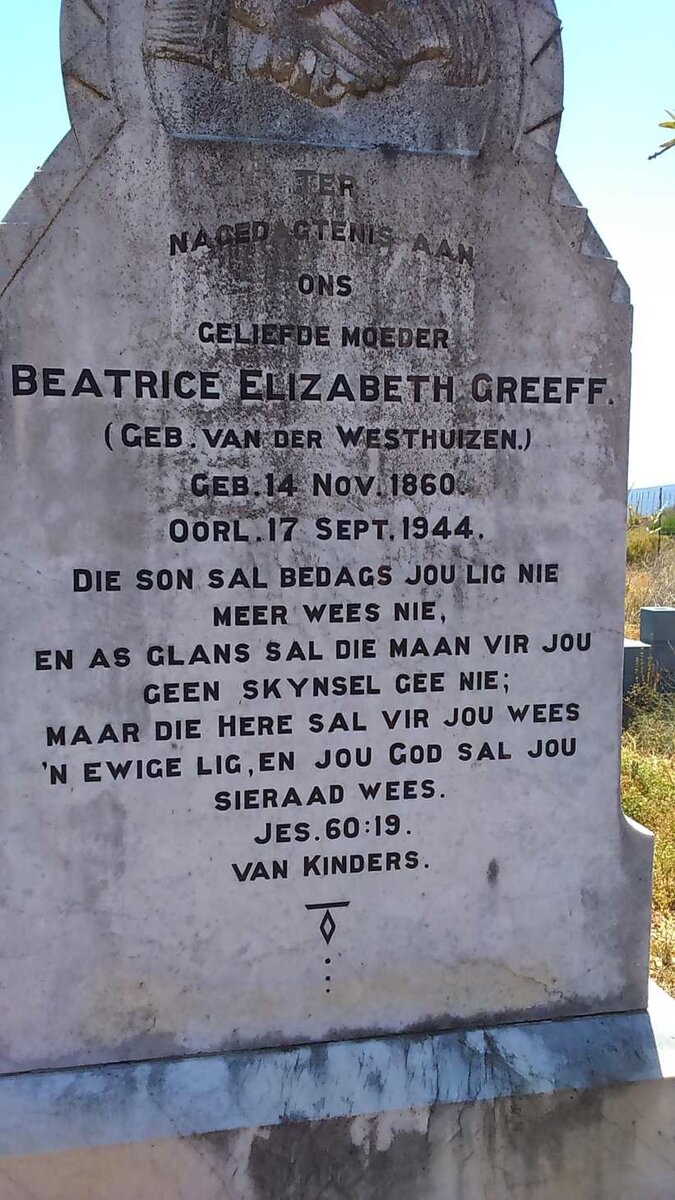 TER
NAGEDAGTENIS AAN
ONS
GELIEFDE MOEDER
BEATRICE ELIZABETH GREEFF.
(GEB. VAN DER WESTHUIZEN.)
GEB. 14 NOV. 1860.
OORL. 17 SEPT. 1944.
DIE SON SAL BEDAGS JOU LIG NIE
MEER WEES NIE,
EN AS GLANS SAL DIE MAAN VIR JOU
GEEN SKYNSEL GEE NIE;
MAAR DIE HERE SAL VIR JOU WEES
'N EWIGE LIG, EN JOU GOD SAL JOU
SIERAAD WEES.
JES. 60:19.
VAN KINDERS.